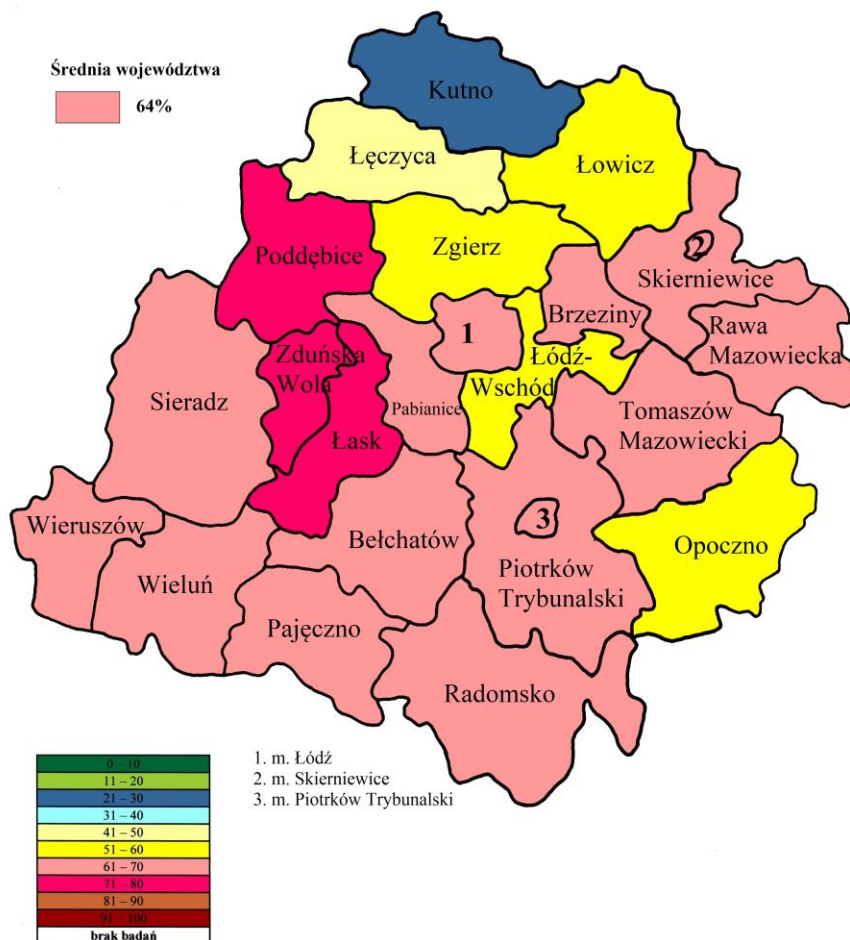 Średnia województwa
64%
Kutno
Łęczyca
Łowicz
Poddębice
Zgierz
2
Skierniewice
Brzeziny
Rawa
Mazowiecka
1
Zduńska
Wola
Łódź-
Wschód
Pabianice
Sieradz
Łask
Tomaszów
Mazowiecki
Wieruszów
Bełchatów
3
Opoczno
Wieluń
Piotrków
Trybunalski
Pajęczno
Radomsko
0 – 10
11 – 20
21 – 30
31 – 40
41 – 50
51 – 60
61 – 70
71 – 80
81 – 90
91 – 100
brak badań
1. m. Łódź
2. m. Skierniewice
3. m. Piotrków Trybunalski